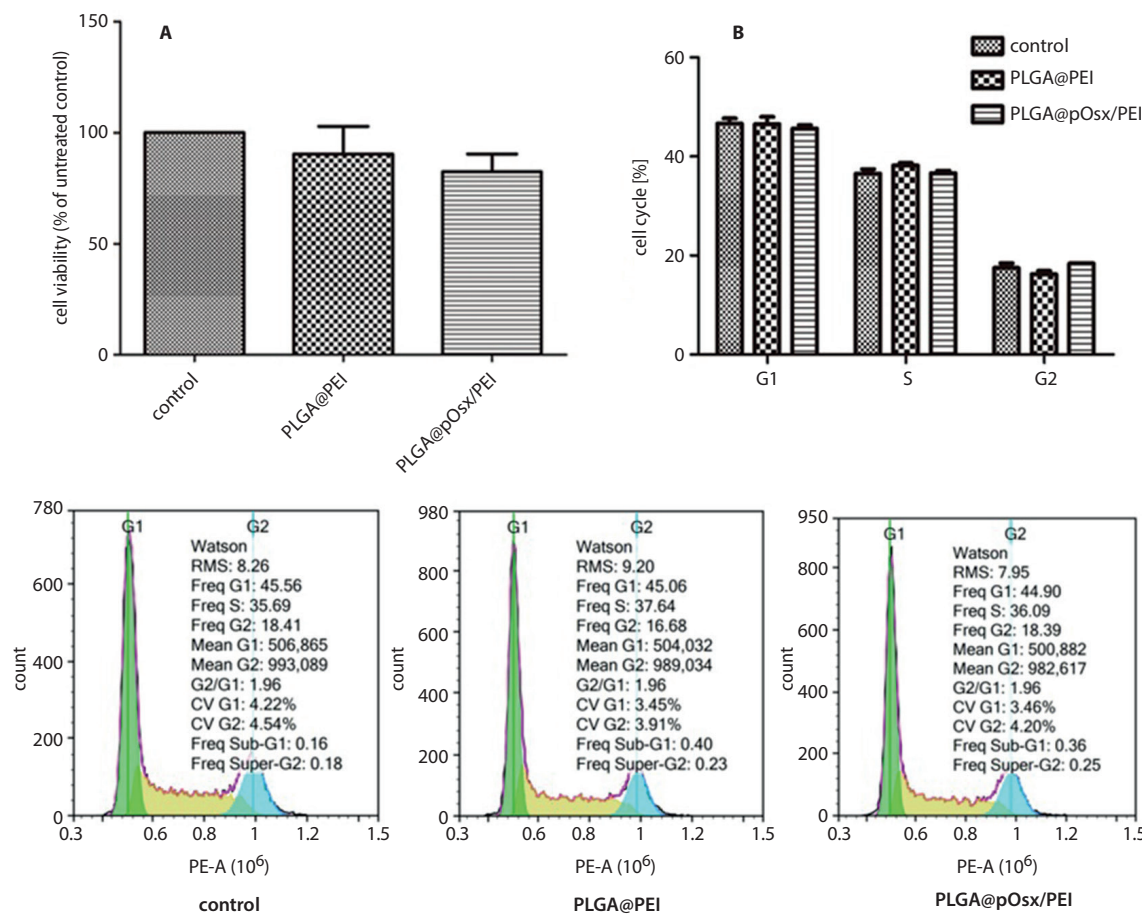 A
cell viability (% of untreated control)
150
100
50
0
control
PLGA@PEI
PLGA@pOsx/PEI
B
cell cycle [%]
60
40
20
0
G1
S
G2
control
PLGA@PEI
PLGA@pOsx/PEI
780
600
400
200
0
count
G1
G2
Watson
RMS: 8.26
Freq G1: 45.56
Freq S: 35.69
Freq G2: 18.41
Mean G1: 506,865
Mean G2: 993,089
G2/G1: 1.96
CV G1: 4.22%
CV G2: 4.54%
Freq Sub-G1: 0.16
Freq Super-G2: 0.18
0.3 0.6 0.8 1 1.2 1.5
PE-A (10⁶)
control
980
800
600
400
200
0
count
G1
G2
Watson
RMS: 9.20
Freq G1: 45.06
Freq S: 37.64
Freq G2: 16.68
Mean G1: 504,032
Mean G2: 989,034
G2/G1: 1.96
CV G1: 3.45%
CV G2: 3.91%
Freq Sub-G1: 0.40
Freq Super-G2: 0.23
0.3 0.6 0.8 1 1.2 1.5
PE-A (10⁶)
PLGA@PEI
950
800
600
400
200
0
count
G1
G2
Watson
RMS: 7.95
Freq G1: 44.90
Freq S: 36.09
Freq G2: 18.39
Mean G1: 500,882
Mean G2: 982,617
G2/G1: 1.96
CV G1: 3.46%
CV G2: 4.20%
Freq Sub-G1: 0.36
Freq Super-G2: 0.25
0.3 0.6 0.8 1 1.2 1.5
PE-A (10⁶)
PLGA@pOsx/PEI